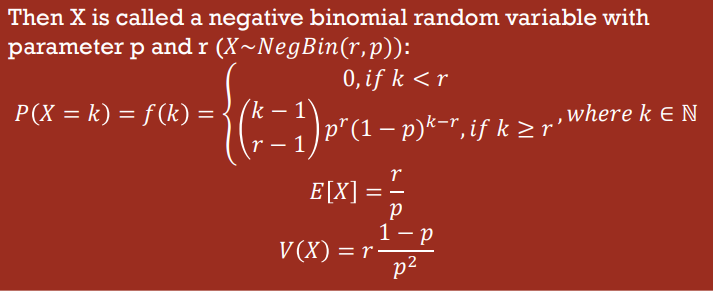 Then X is called a negative binomial random variable with
parameter p and r (X~NegBin(r,p)):
P(X = k) = f(k) = { 0, if k < r
(k − 1 / r − 1) p^r (1 − p)^{k−r}, if k ≥ r , where k ∈ ℕ
E[X] = r/p
V(X) = r (1 − p)/p²